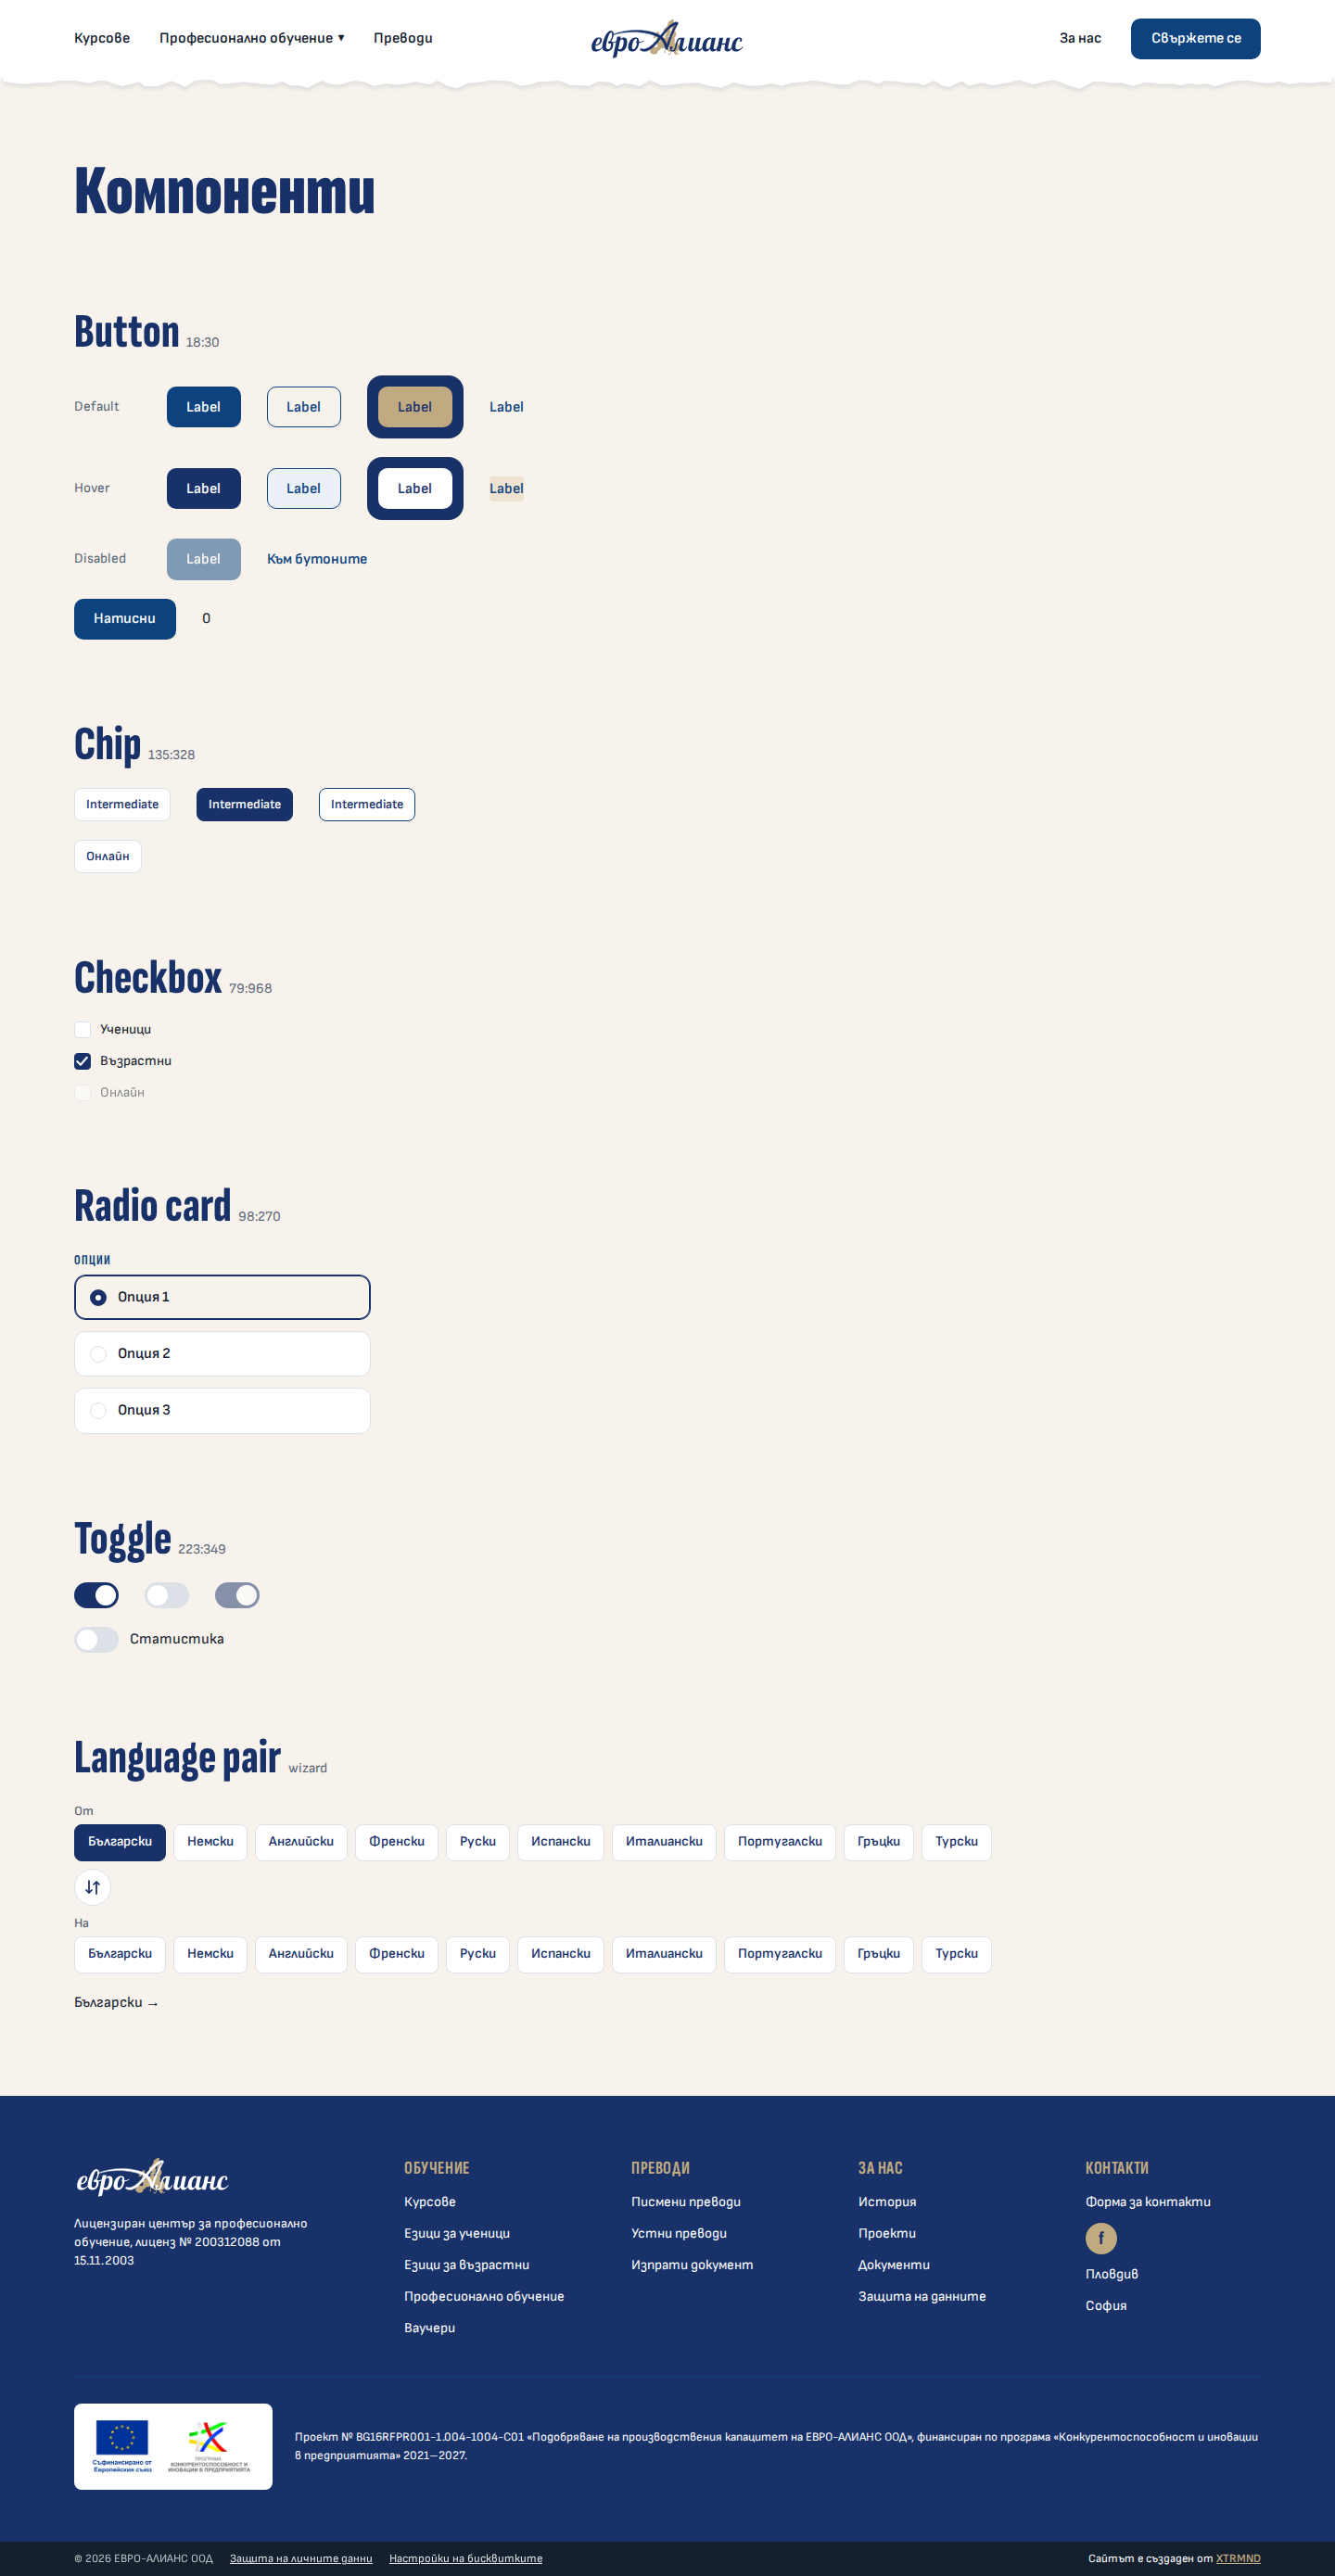 Курсове
Професионално обучение ▾
Преводи
евроАлианс
За нас
Свържете се
Компоненти
Button 18:30
Default Label Label Label Label
Hover Label Label Label Label
Disabled Label Към бутоните
Натисни 0
Chip 135:328
Intermediate Intermediate Intermediate
Онлайн
Checkbox 79:968
Ученици
Възрастни
Онлайн
Radio card 98:270
ОПЦИИ
Опция 1
Опция 2
Опция 3
Toggle 223:349
Статистика
Language pair wizard
От
Български Немски Английски Френски Руски Испански Италиански Португалски Гръцки Турски
На
Български Немски Английски Френски Руски Испански Италиански Португалски Гръцки Турски
Български →
евроАлианс
Лицензиран център за професионално
обучение, лиценз № 200312088 от
15.11.2003
ОБУЧЕНИЕ
Курсове
Езици за ученици
Езици за възрастни
Професионално обучение
Ваучери
ПРЕВОДИ
Писмени преводи
Устни преводи
Изпрати документ
ЗА НАС
История
Проекти
Документи
Защита на данните
КОНТАКТИ
Форма за контакти
f
Пловдив
София
Съфинансирано от
Европейския съюз
ПРОГРАМА
КОНКУРЕНТОСПОСОБНОСТ И
ИНОВАЦИИ В ПРЕДПРИЯТИЯТА
Проект № BG16RFPR001-1.004-1004-C01 «Подобряване на производствения капацитет на ЕВРО-АЛИАНС ООД», финансиран по програма «Конкурентоспособност и иновации
в предприятията» 2021–2027.
© 2026 ЕВРО-АЛИАНС ООД Защита на личните данни Настройки на бисквитките
Сайтът е създаден от XTRMND